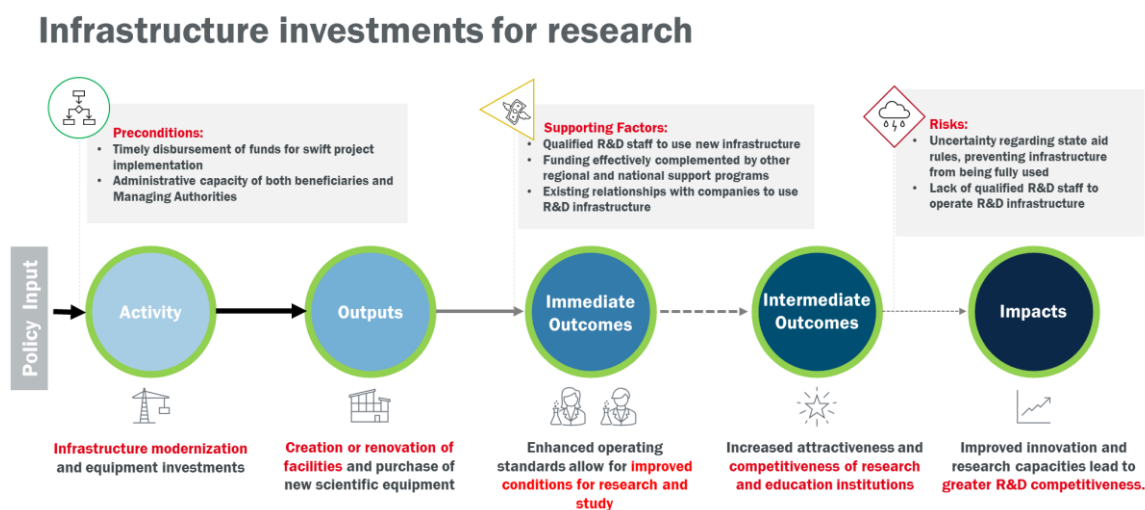 Infrastructure investments for research
Preconditions:
• Timely disbursement of funds for swift project
implementation
• Administrative capacity of both beneficiaries and
Managing Authorities
Supporting Factors:
• Qualified R&D staff to use new infrastructure
• Funding effectively complemented by other
regional and national support programs
• Existing relationships with companies to use
R&D infrastructure
Risks:
• Uncertainty regarding state aid
rules, preventing infrastructure
from being fully used
• Lack of qualified R&D staff to
operate R&D infrastructure
Policy Input
Activity
Outputs
Immediate
Outcomes
Intermediate
Outcomes
Impacts
Infrastructure modernization
and equipment investments
Creation or renovation of
facilities and purchase of
new scientific equipment
Enhanced operating
standards allow for improved
conditions for research and
study
Increased attractiveness and
competitiveness of research
and education institutions
Improved innovation and
research capacities lead to
greater R&D competitiveness.